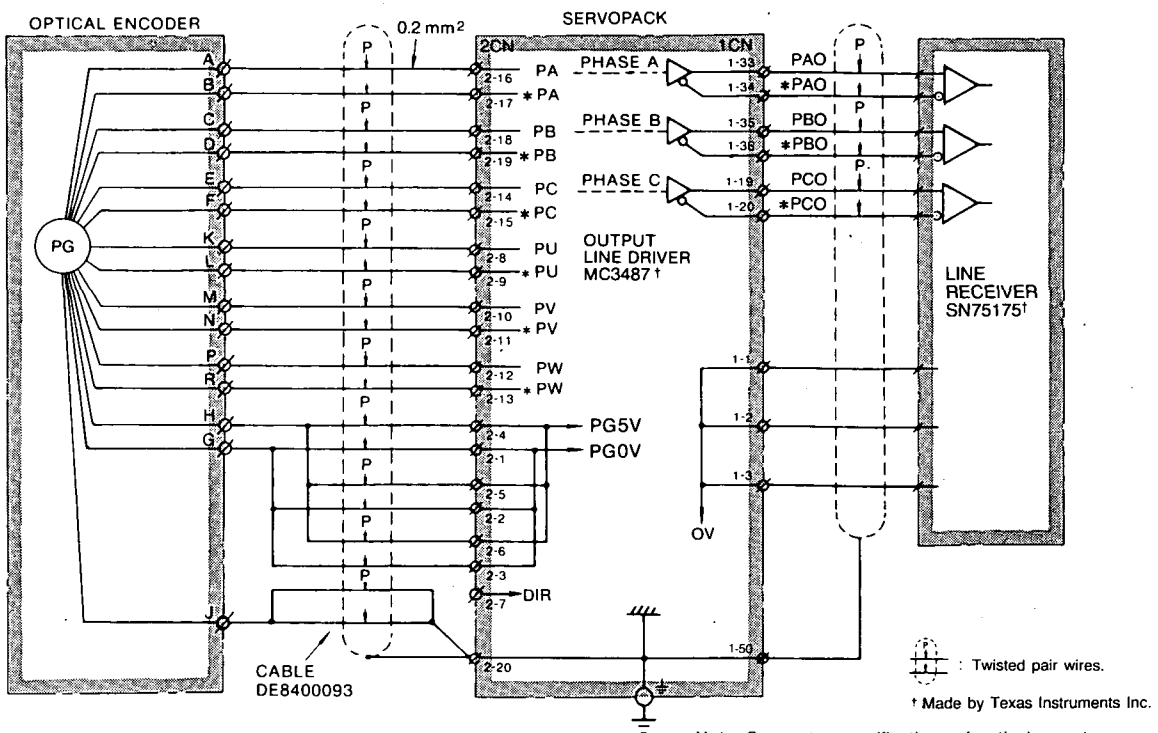 OPTICAL ENCODER
0.2 mm²
SERVOPACK
P
2CN
1CN
P
A
2-16
PA
PHASE A
1-33
PAO
B
P
2-17
*PA
1-34
*PAO
P
C
2-18
PB
PHASE B
1-35
PBO
D
P
2-19
*PB
*PBO
P
E
2-14
PC
PHASE C
1-19
PCO
F
2-15
*PC
1-20
*PCO
PG
P
K
2-8
PU
OUTPUT
LINE DRIVER
MC3487†
L
P
2-9
*PU
LINE
RECEIVER
SN75175†
M
2-10
PV
N
P
2-11
*PV
P
2-12
PW
1-1
R
P
2-13
*PW
H
2-4
PG5V
1-2
G
P
2-1
PG0V
P
2-5
1-3
2-2
P
2-6
OV
2-3
P
2-7
DIR
J
CABLE
DE8400093
2-20
1-50
P
: Twisted pair wires.
† Made by Texas Instruments Inc.